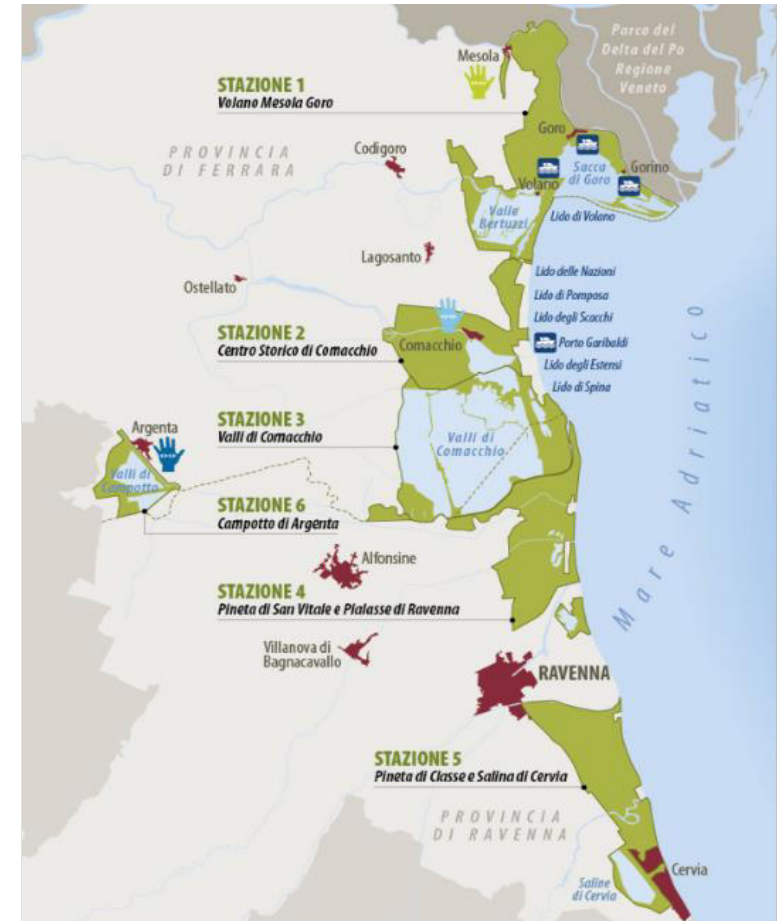 Parco del
Delta del Po
Regione
Veneto
Mesola
STAZIONE 1
Volano Mesola Goro
Goro
PROVINCIA
DI FERRARA
Codigoro
Sacca
di Goro
Gorino
Volano
Valle
Bertuzzi
Lido di Volano
Lagosanto
Lido delle Nazioni
Ostellato
Lido di Pomposa
Lido degli Scacchi
STAZIONE 2
Centro Storico di Comacchio
Comacchio
Porto Garibaldi
Lido degli Estensi
Lido di Spina
STAZIONE 3
Valli di Comacchio
Argenta
Valli di
Comacchio
Valli di
Campotto
STAZIONE 6
Campotto di Argenta
Mare Adriatico
Alfonsine
STAZIONE 4
Pineta di San Vitale e Pialasse di Ravenna
Villanova di
Bagnacavallo
RAVENNA
STAZIONE 5
Pineta di Classe e Salina di Cervia
PROVINCIA
DI RAVENNA
Cervia
Saline
di Cervia